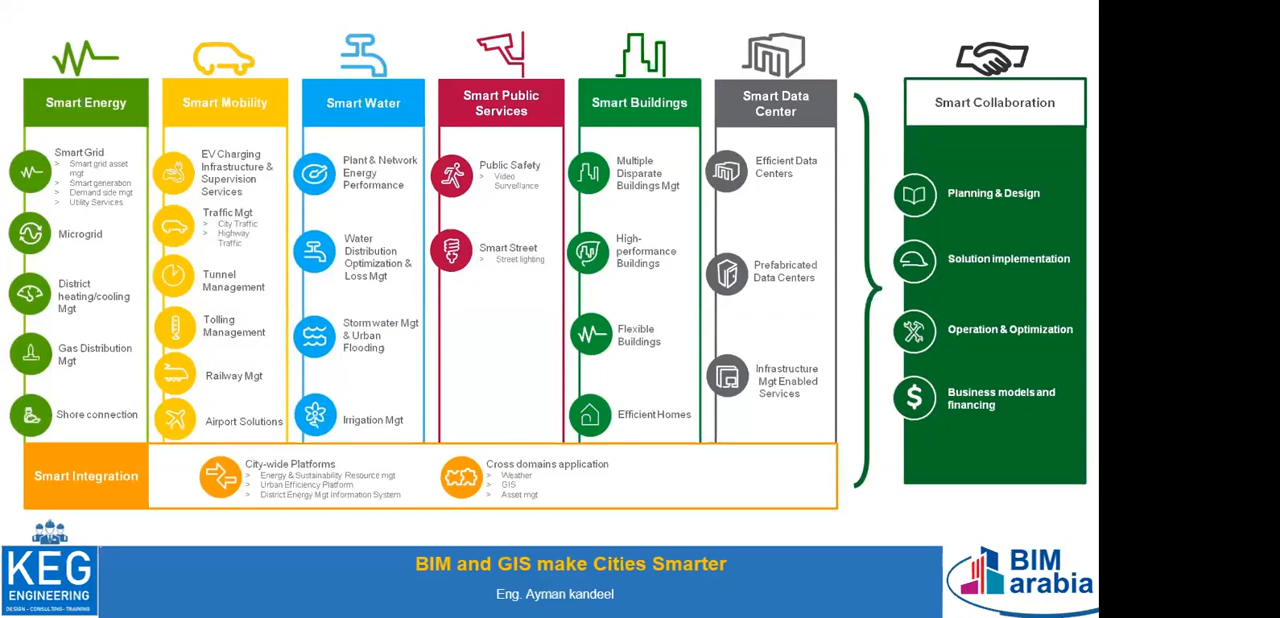 Smart Energy
Smart Grid
> Smart grid asset
mgt
> Smart generation
> Demand side mgt
> Utility Services
Microgrid
District
heating/cooling
Mgt
Gas Distribution
Mgt
Shore connection
Smart Mobility
EV Charging
Infrastructure &
Supervision
Services
Traffic Mgt
> City Traffic
> Highway
Traffic
Tunnel
Management
Tolling
Management
Railway Mgt
Airport Solutions
Smart Water
Plant & Network
Energy
Performance
Water
Distribution
Optimization &
Loss Mgt
Stormwater Mgt
& Urban
Flooding
Irrigation Mgt
Smart Public
Services
Public Safety
> Video
Surveillance
Smart Street
> Street lighting
Smart Buildings
Multiple
Disparate
Buildings Mgt
High-
performance
Buildings
Flexible
Buildings
Efficient Homes
Smart Data
Center
Efficient Data
Centers
Prefabricated
Data Centers
Infrastructure
Mgt Enabled
Services
Smart Collaboration
Planning & Design
Solution implementation
Operation & Optimization
$
Business models and
financing
Smart Integration
City-wide Platforms
> Energy & Sustainability Resource mgt
> Urban Efficiency Platform
> District Energy Mgt Information System
Cross domains application
> Weather
> GIS
> Asset mgt
KEG
ENGINEERING
DESIGN - CONSULTING - TRAINING
BIM and GIS make Cities Smarter
Eng. Ayman kandeel
BIM
arabia